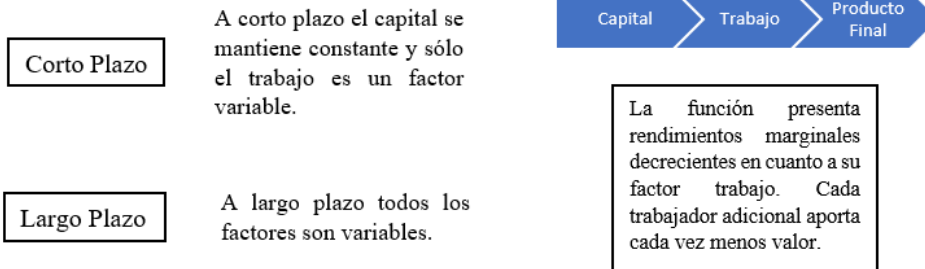 Corto Plazo
A corto plazo el capital se
mantiene constante y sólo
el trabajo es un factor
variable.
Largo Plazo
A largo plazo todos los
factores son variables.
Capital
Trabajo
Producto
Final
La función presenta
rendimientos marginales
decrecientes en cuanto a su
factor trabajo. Cada
trabajador adicional aporta
cada vez menos valor.